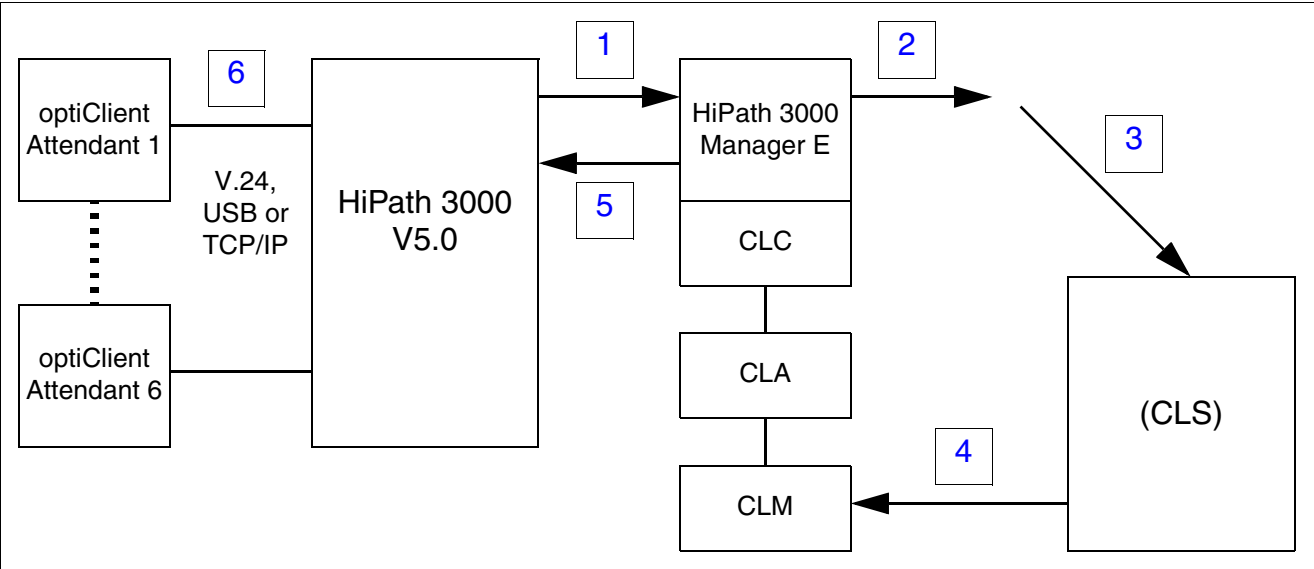 optiClient
Attendant 1
6
V.24,
USB or
TCP/IP
optiClient
Attendant 6
HiPath 3000
V5.0
1
5
HiPath 3000
Manager E
CLC
CLA
CLM
2
3
(CLS)
4